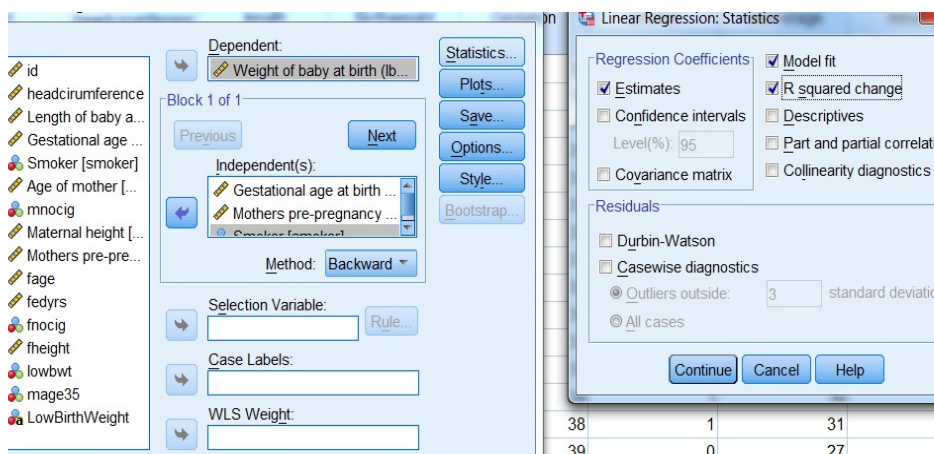 Linear Regression: Statistics
Dependent:
Weight of baby at birth (lb...
Block 1 of 1
Previous
Next
Independent(s):
Gestational age at birth ...
Mothers pre-pregnancy ...
Smoker [smoker]
Method: Backward
Selection Variable:
Rule...
Case Labels:
WLS Weight:
id
headcirumference
Length of baby a...
Gestational age ...
Smoker [smoker]
Age of mother [...
mnocig
Maternal height [...
Mothers pre-pre...
fage
fedyrs
fnocig
fheight
lowbwt
mage35
LowBirthWeight
Statistics...
Plots...
Save...
Options...
Style...
Bootstrap...
Regression Coefficients
Estimates
Confidence intervals
Level(%): 95
Covariance matrix
Model fit
R squared change
Descriptives
Part and partial correlati
Collinearity diagnostics
Residuals
Durbin-Watson
Casewise diagnostics
Outliers outside: 3 standard deviatio
All cases
Continue
Cancel
Help
38 1 31
39 0 27